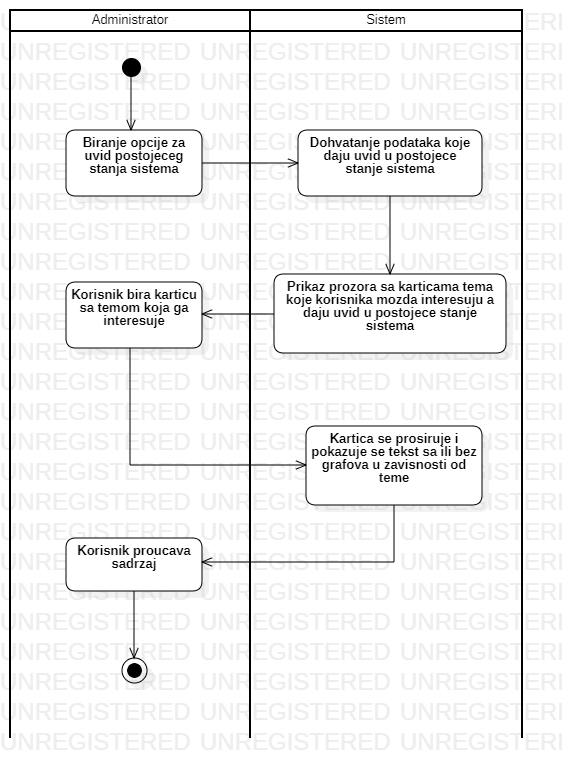 Administrator
Sistem
Biranje opcije za
uvid postojeceg
stanja sistema
Dohvatanje podataka koje
daju uvid u postojece
stanje sistema
Prikaz prozora sa karticama tema
koje korisnika mozda interesuju a
daju uvid u postojece stanje
sistema
Korisnik bira karticu
sa temom koja ga
interesuje
Kartica se prosiruje i
pokazuje se tekst sa ili bez
grafova u zavisnosti od
teme
Korisnik proucava
sadrzaj
UNREGISTERED